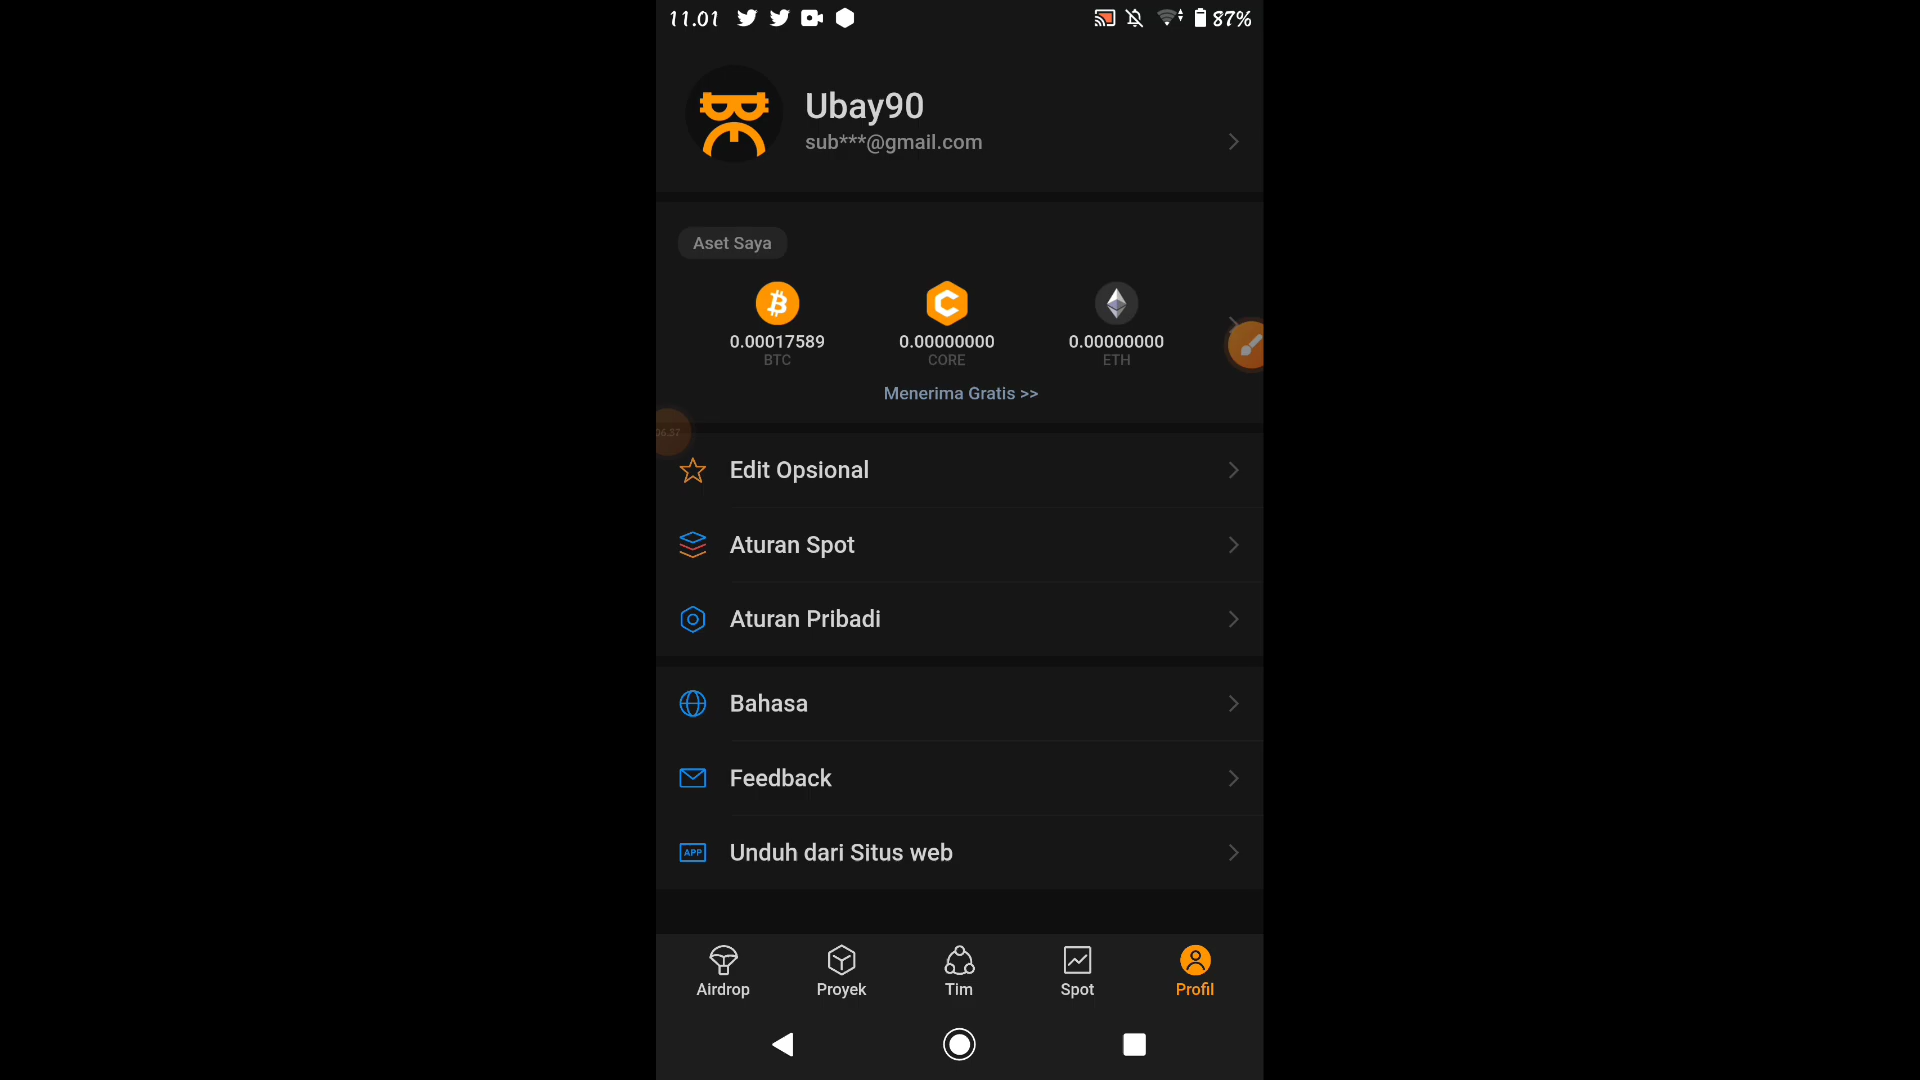 11.01
87%
Ubay90
sub***@gmail.com
Aset Saya
0.00017589
BTC
0.00000000
CORE
0.00000000
ETH
Menerima Gratis >>
06.37
Edit Opsional
Aturan Spot
Aturan Pribadi
Bahasa
Feedback
APP
Unduh dari Situs web
Airdrop
Proyek
Tim
Spot
Profil